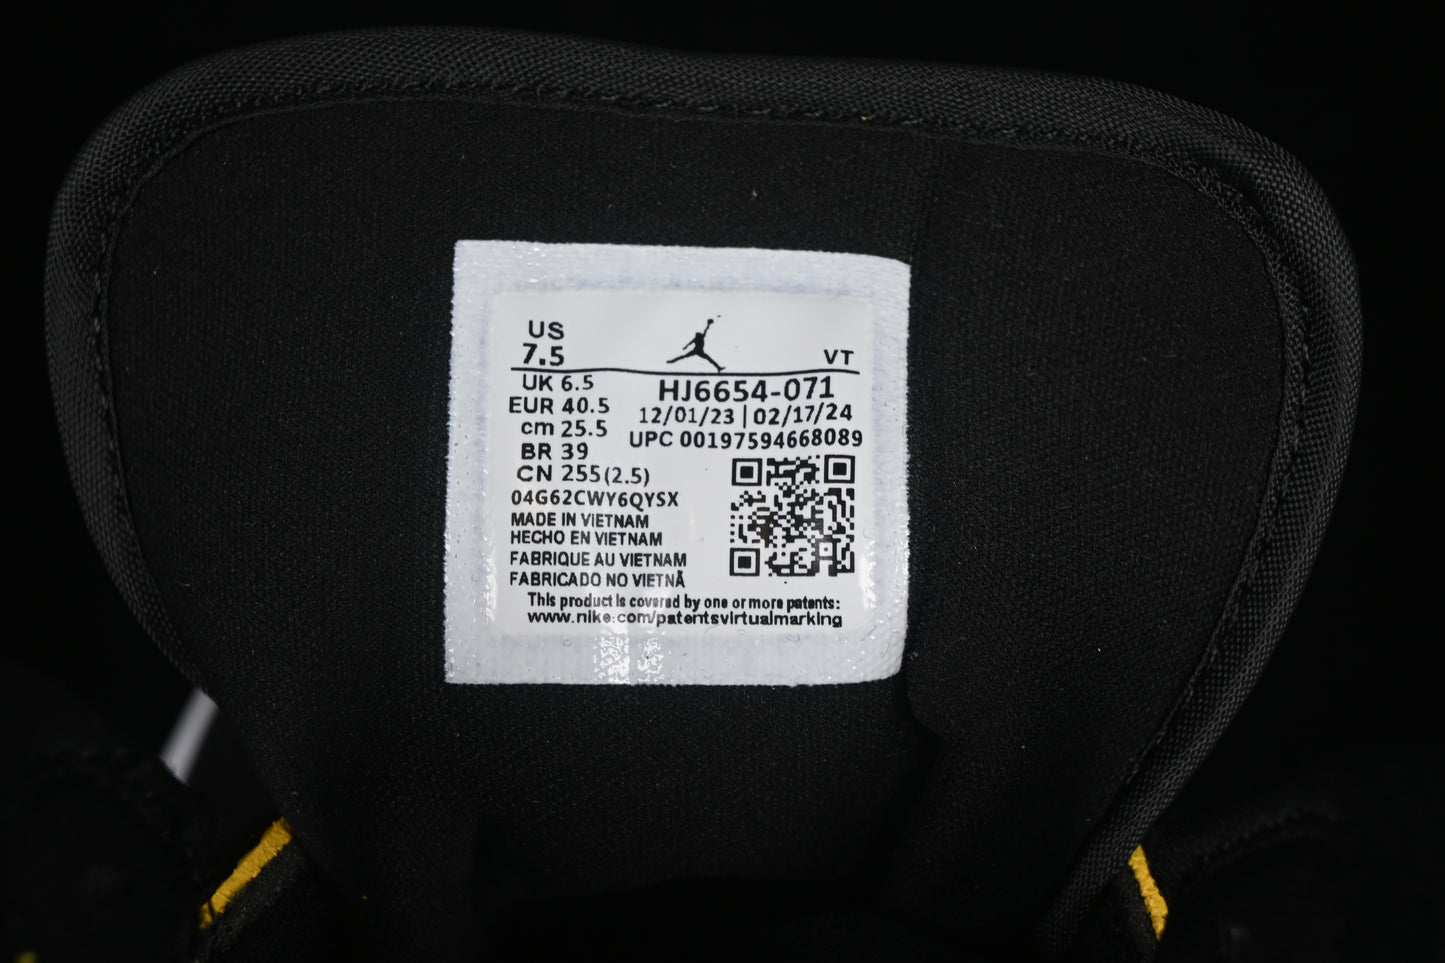 US
7.5
VT
UK 6.5
EUR 40.5
cm 25.5
BR 39
CN 255(2.5)
HJ6654-071
12/01/23 | 02/17/24
UPC 00197594668089
04G62CWY6QYSX
MADE IN VIETNAM
HECHO EN VIETNAM
FABRIQUE AU VIETNAM
FABRICADO NO VIETNÃ
This product is covered by one or more patents:
www.nike.com/patentsvirtualmarking